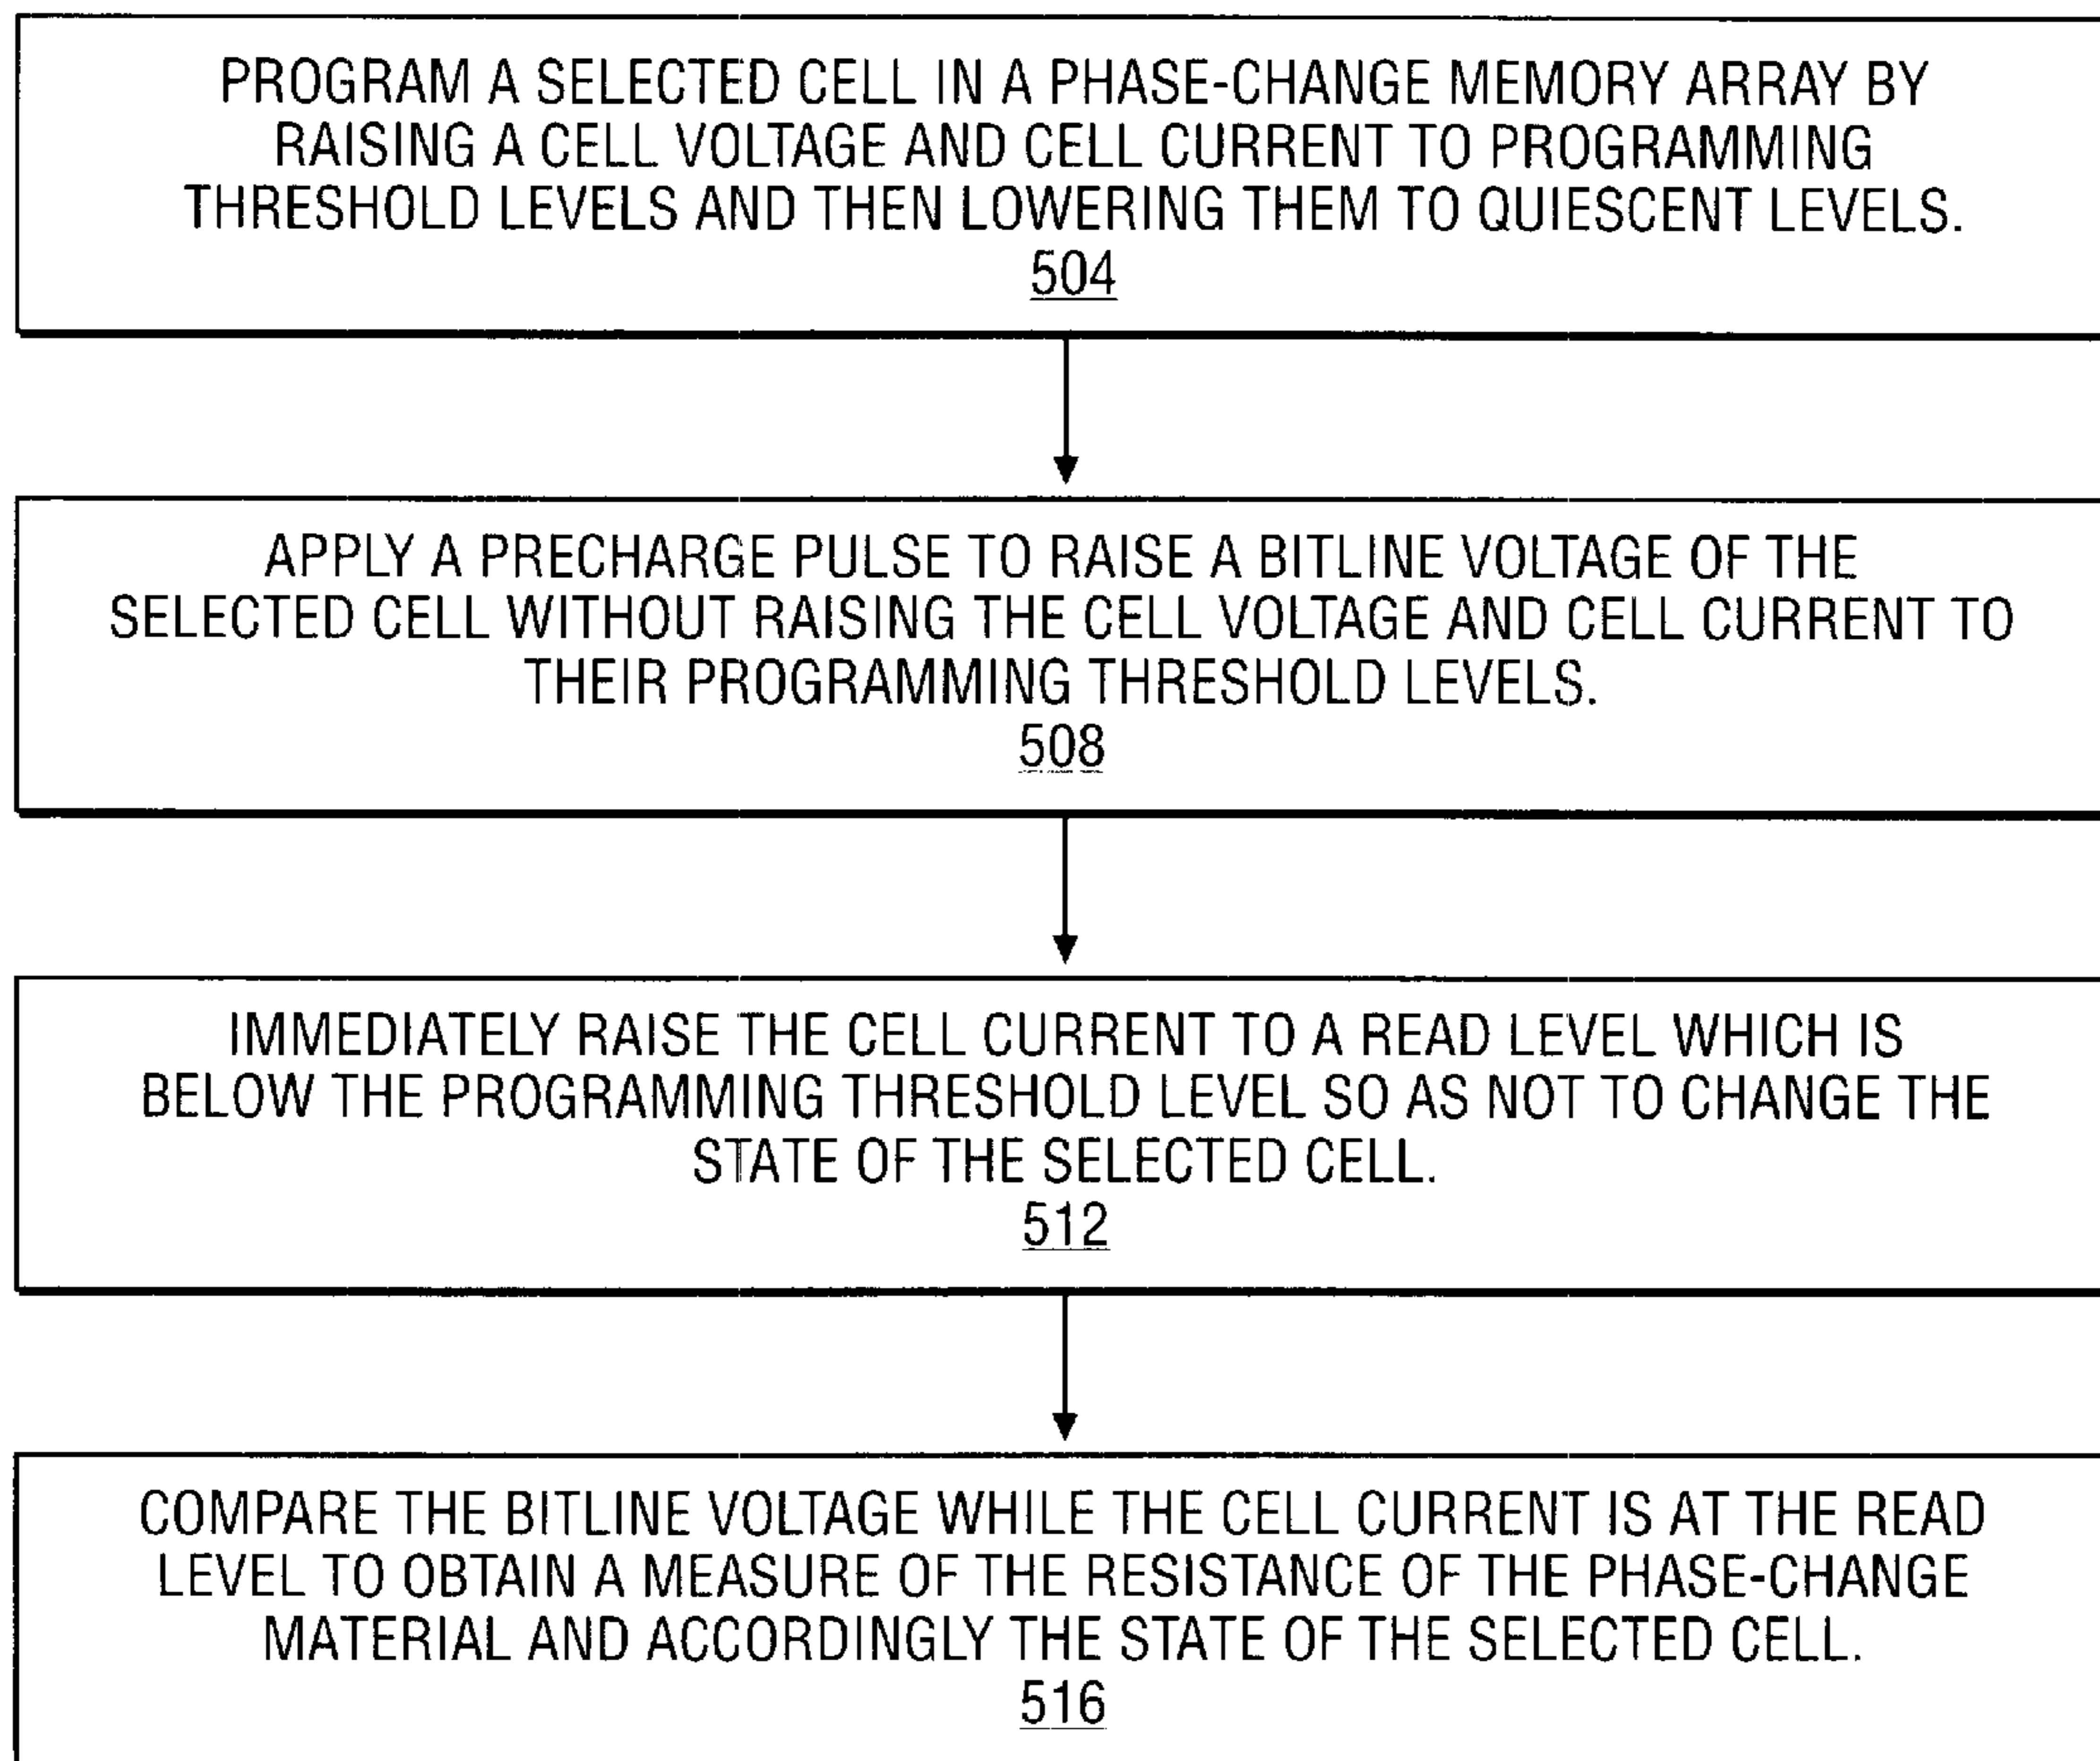 PROGRAM A SELECTED CELL IN A PHASE-CHANGE MEMORY ARRAY BY
RAISING A CELL VOLTAGE AND CELL CURRENT TO PROGRAMMING
THRESHOLD LEVELS AND THEN LOWERING THEM TO QUIESCENT LEVELS.
504
APPLY A PRECHARGE PULSE TO RAISE A BITLINE VOLTAGE OF THE
SELECTED CELL WITHOUT RAISING THE CELL VOLTAGE AND CELL CURRENT TO
THEIR PROGRAMMING THRESHOLD LEVELS.
508
IMMEDIATELY RAISE THE CELL CURRENT TO A READ LEVEL WHICH IS
BELOW THE PROGRAMMING THRESHOLD LEVEL SO AS NOT TO CHANGE THE
STATE OF THE SELECTED CELL.
512
COMPARE THE BITLINE VOLTAGE WHILE THE CELL CURRENT IS AT THE READ
LEVEL TO OBTAIN A MEASURE OF THE RESISTANCE OF THE PHASE-CHANGE
MATERIAL AND ACCORDINGLY THE STATE OF THE SELECTED CELL.
516